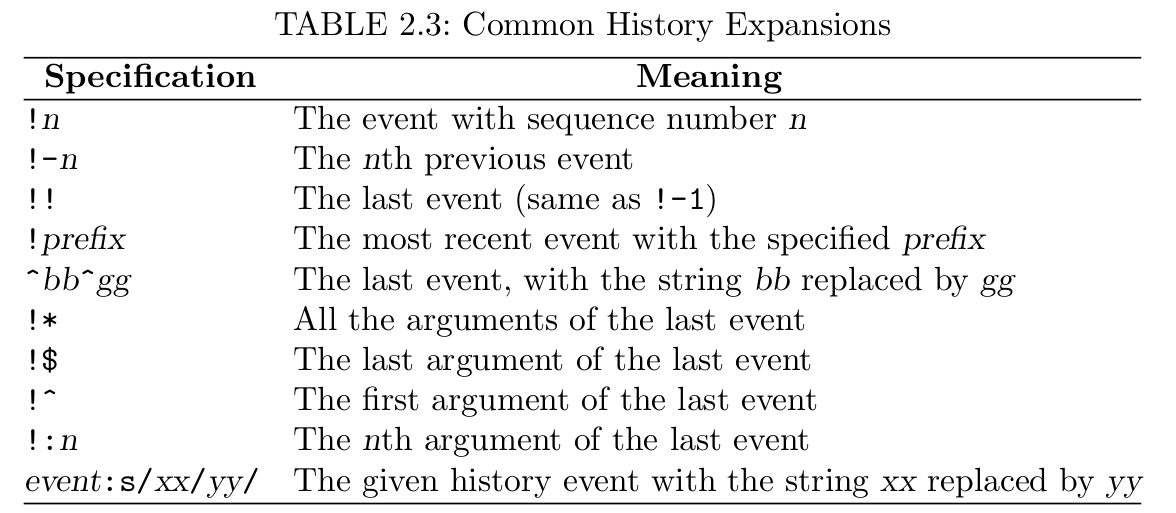 TABLE 2.3: Common History Expansions
Specification Meaning
!n The event with sequence number n
!-n The nth previous event
!! The last event (same as !-1)
!prefix The most recent event with the specified prefix
^bb^gg The last event, with the string bb replaced by gg
!* All the arguments of the last event
!$ The last argument of the last event
!^ The first argument of the last event
!:n The nth argument of the last event
event:s/xx/yy/ The given history event with the string xx replaced by yy